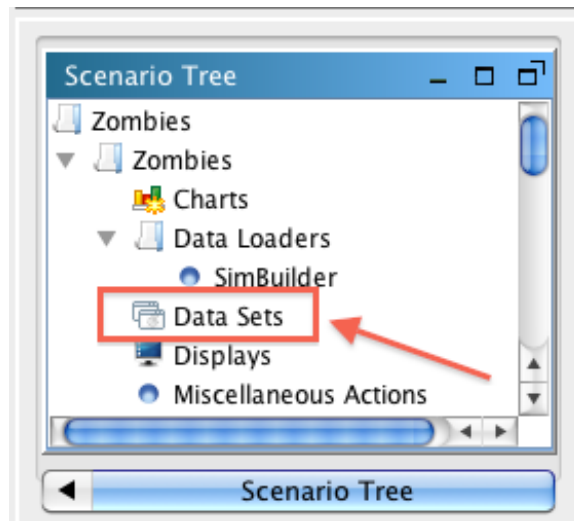 Scenario Tree
Zombies
Zombies
Charts
Data Loaders
SimBuilder
Data Sets
Displays
Miscellaneous Actions
Scenario Tree